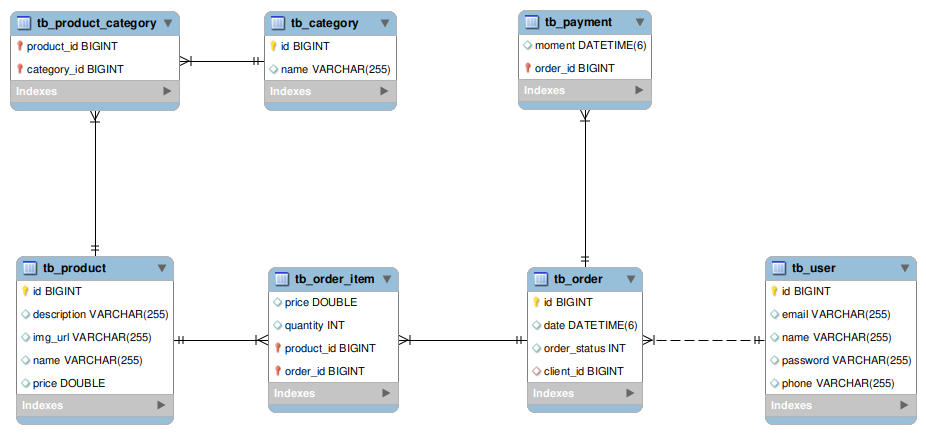 tb_product_category
product_id BIGINT
category_id BIGINT
Indexes
tb_category
id BIGINT
name VARCHAR(255)
Indexes
tb_payment
moment DATETIME(6)
order_id BIGINT
Indexes
tb_product
id BIGINT
description VARCHAR(255)
img_url VARCHAR(255)
name VARCHAR(255)
price DOUBLE
Indexes
tb_order_item
price DOUBLE
quantity INT
product_id BIGINT
order_id BIGINT
Indexes
tb_order
id BIGINT
date DATETIME(6)
order_status INT
client_id BIGINT
Indexes
tb_user
id BIGINT
email VARCHAR(255)
name VARCHAR(255)
password VARCHAR(255)
phone VARCHAR(255)
Indexes